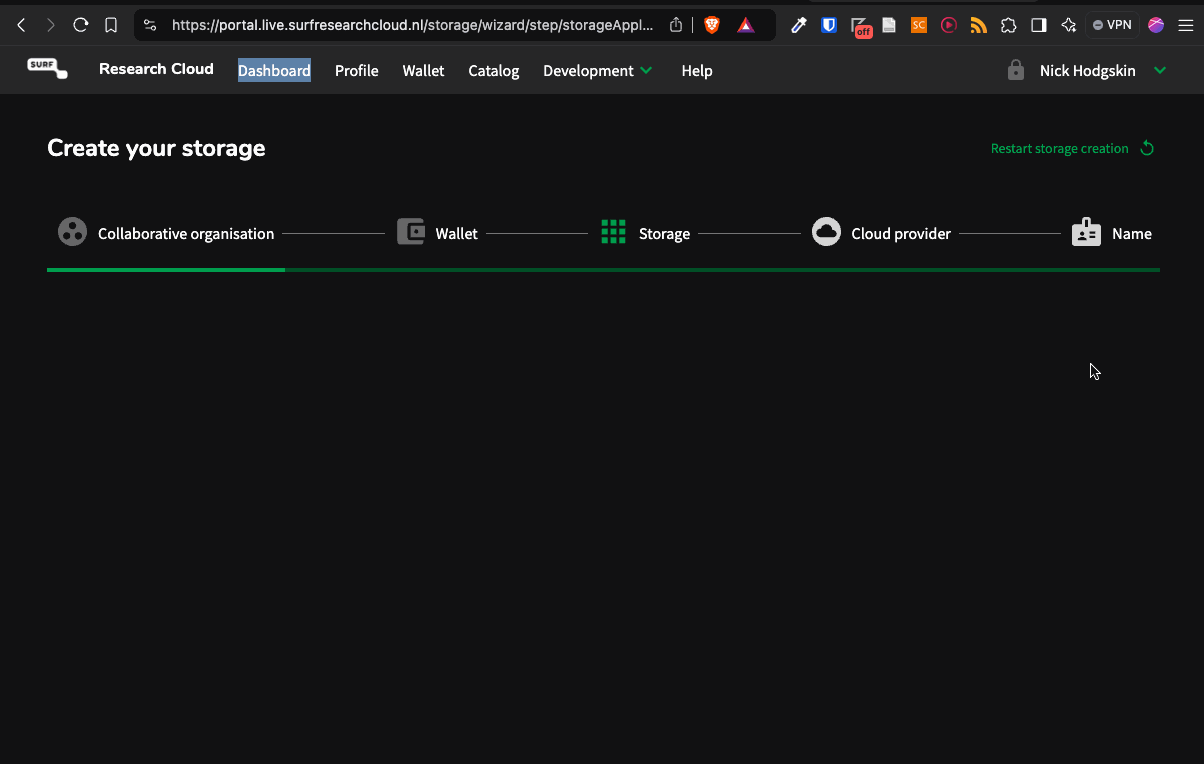 https://portal.live.surfresearchcloud.nl/storage/wizard/step/storageAppl...
off
SC
VPN
SURF
Research Cloud Dashboard Profile Wallet Catalog Development Help Nick Hodgskin
Create your storage
Restart storage creation
Collaborative organisation Wallet Storage Cloud provider Name